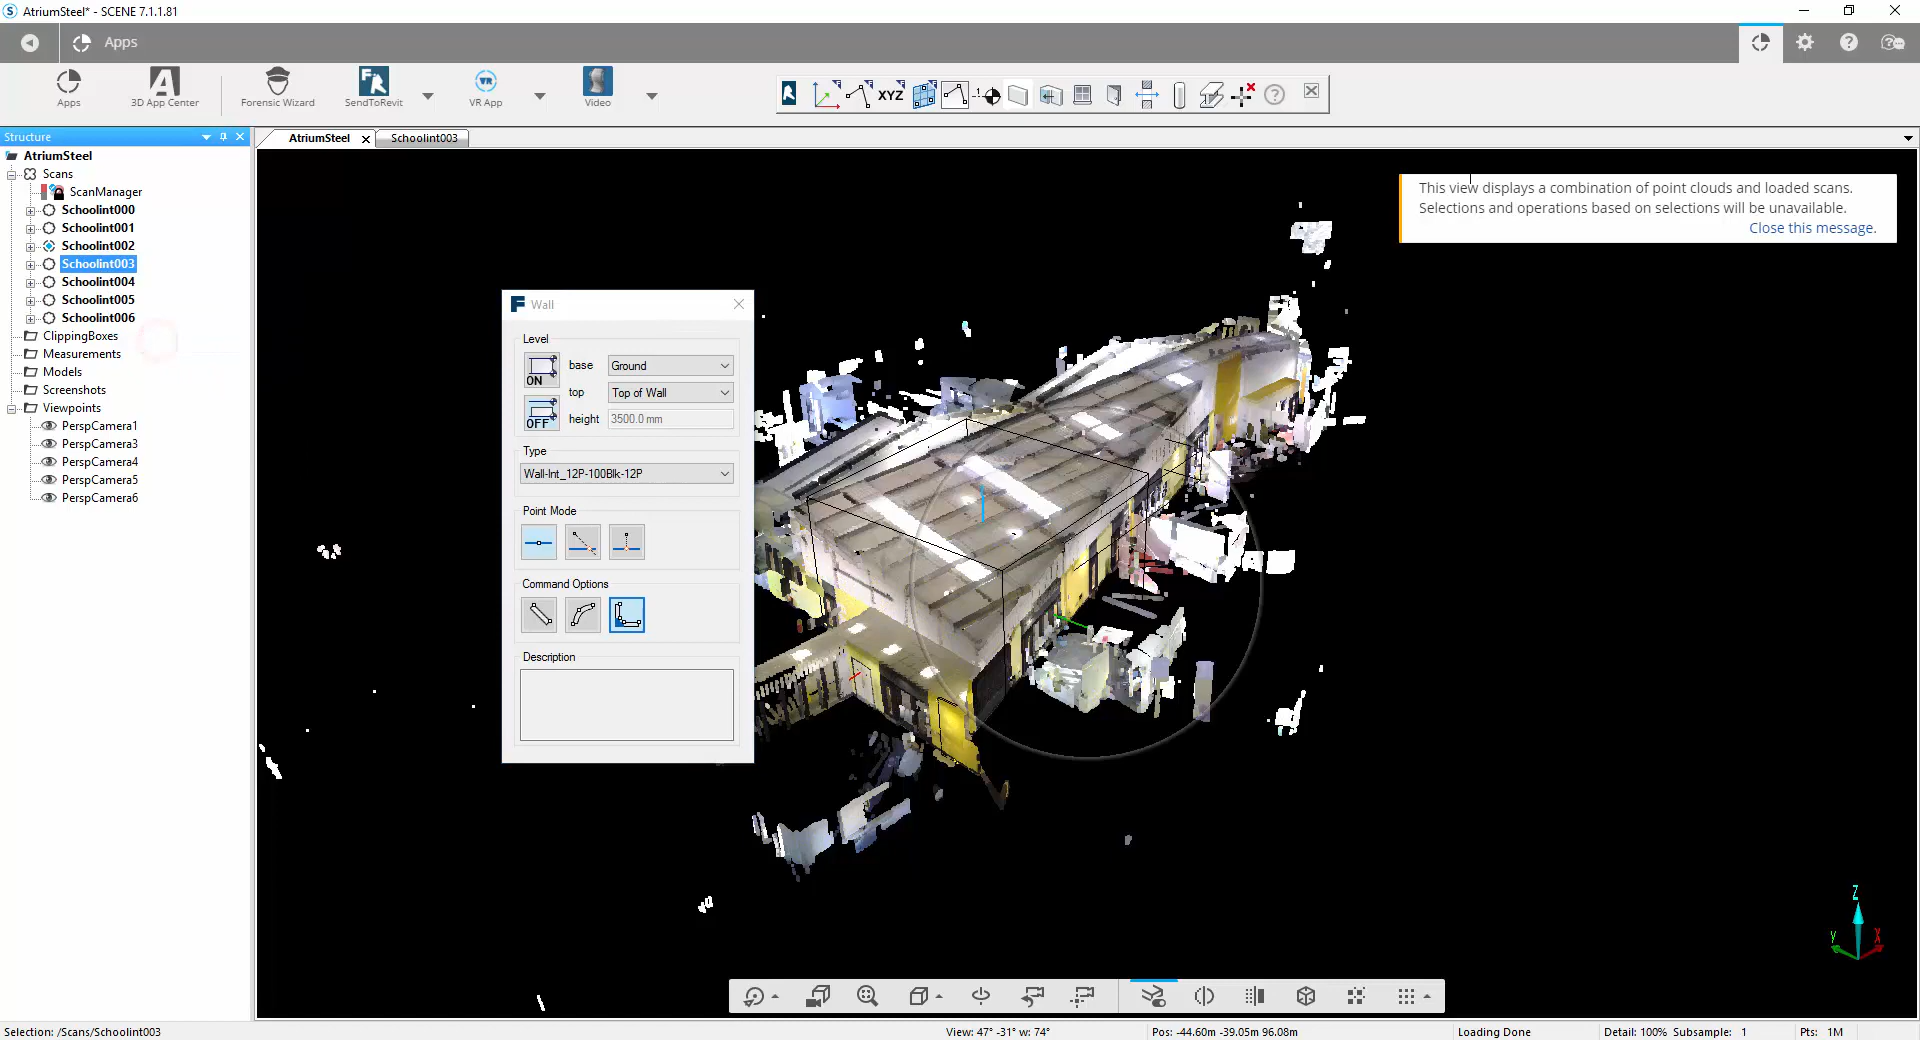 AtriumSteel* - SCENE 7.1.1.81
Apps
Apps
3D App Center
Forensic Wizard
SendToRevit
VR App
Video
XYZ
Structure
AtriumSteel
Scans
ScanManager
Schoolint000
Schoolint001
Schoolint002
Schoolint003
Schoolint004
Schoolint005
Schoolint006
ClippingBoxes
Measurements
Models
Screenshots
Viewpoints
PerspCamera1
PerspCamera3
PerspCamera4
PerspCamera5
PerspCamera6
AtriumSteel
Schoolint003
This view displays a combination of point clouds and loaded scans.
Selections and operations based on selections will be unavailable.
Close this message.
Wall
Level
ON
base
Ground
top
Top of Wall
OFF
height
3500.0 mm
Type
Wall-Int_12P-100Blk-12P
Point Mode
Command Options
Description
Z
Y
X
Selection: /Scans/Schoolint003
View: 47° -31° w: 74°
Pos: -44.60m -39.05m 96.08m
Loading Done
Detail: 100% Subsample: 1
Pts: 1M